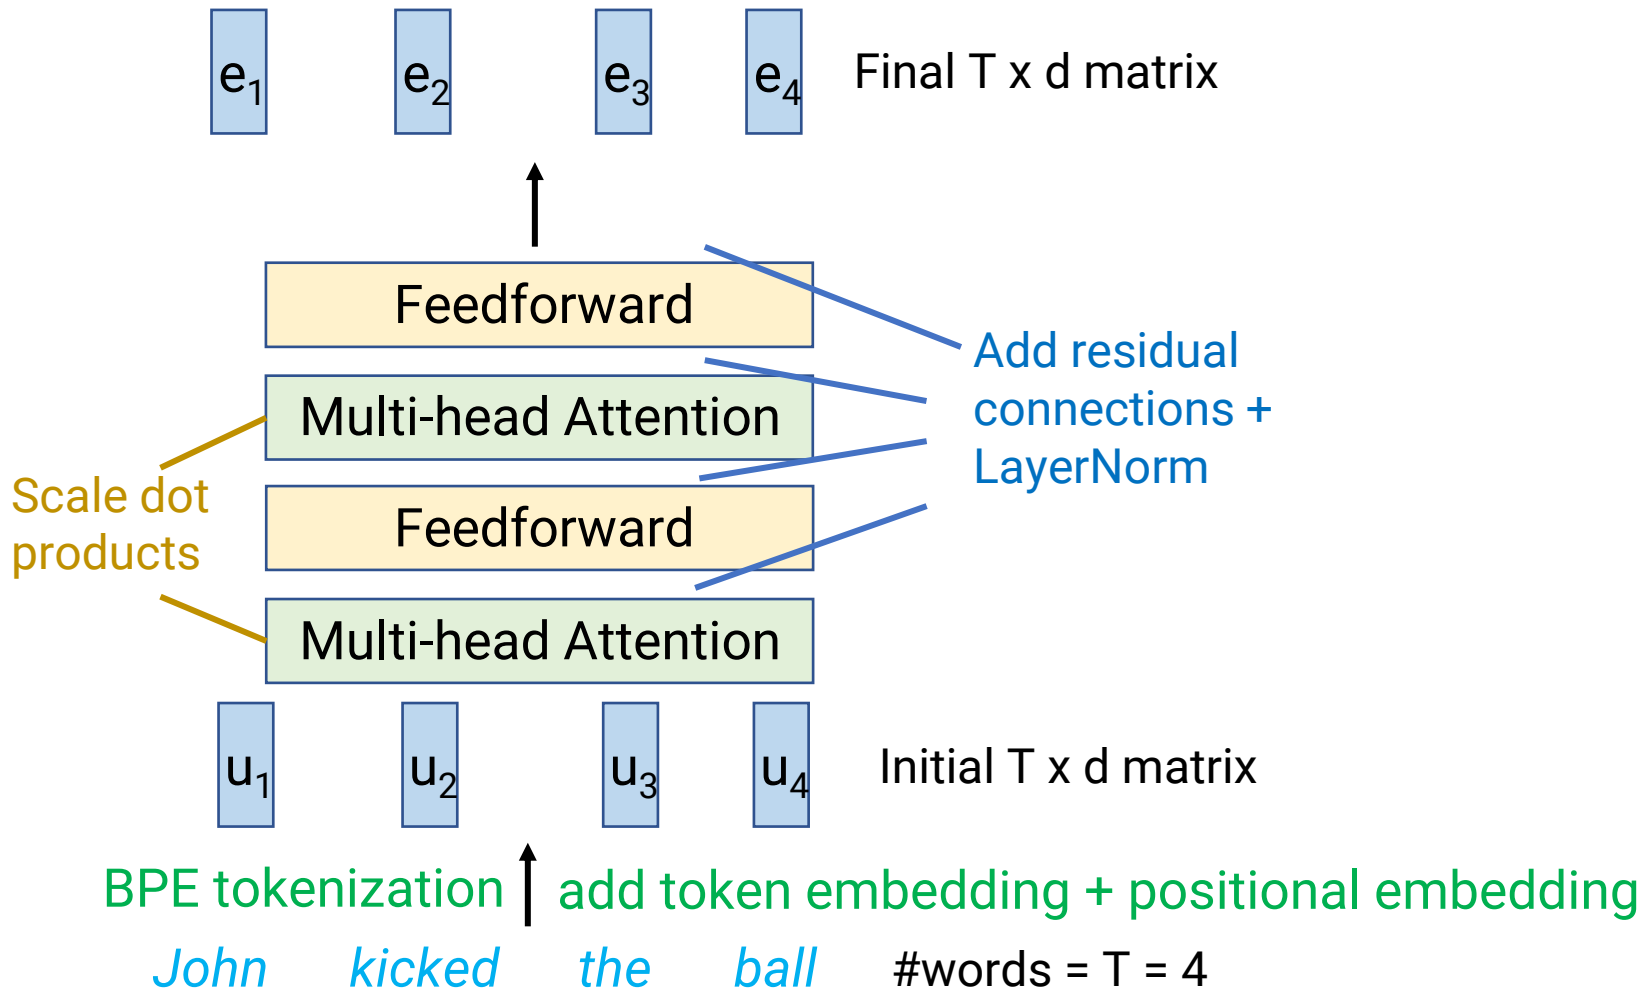 e1 e2 e3 e4 Final T x d matrix
Feedforward
Add residual
connections +
LayerNorm
Multi-head Attention
Scale dot
products
Feedforward
Multi-head Attention
u1 u2 u3 u4 Initial T x d matrix
BPE tokenization add token embedding + positional embedding
John kicked the ball #words = T = 4